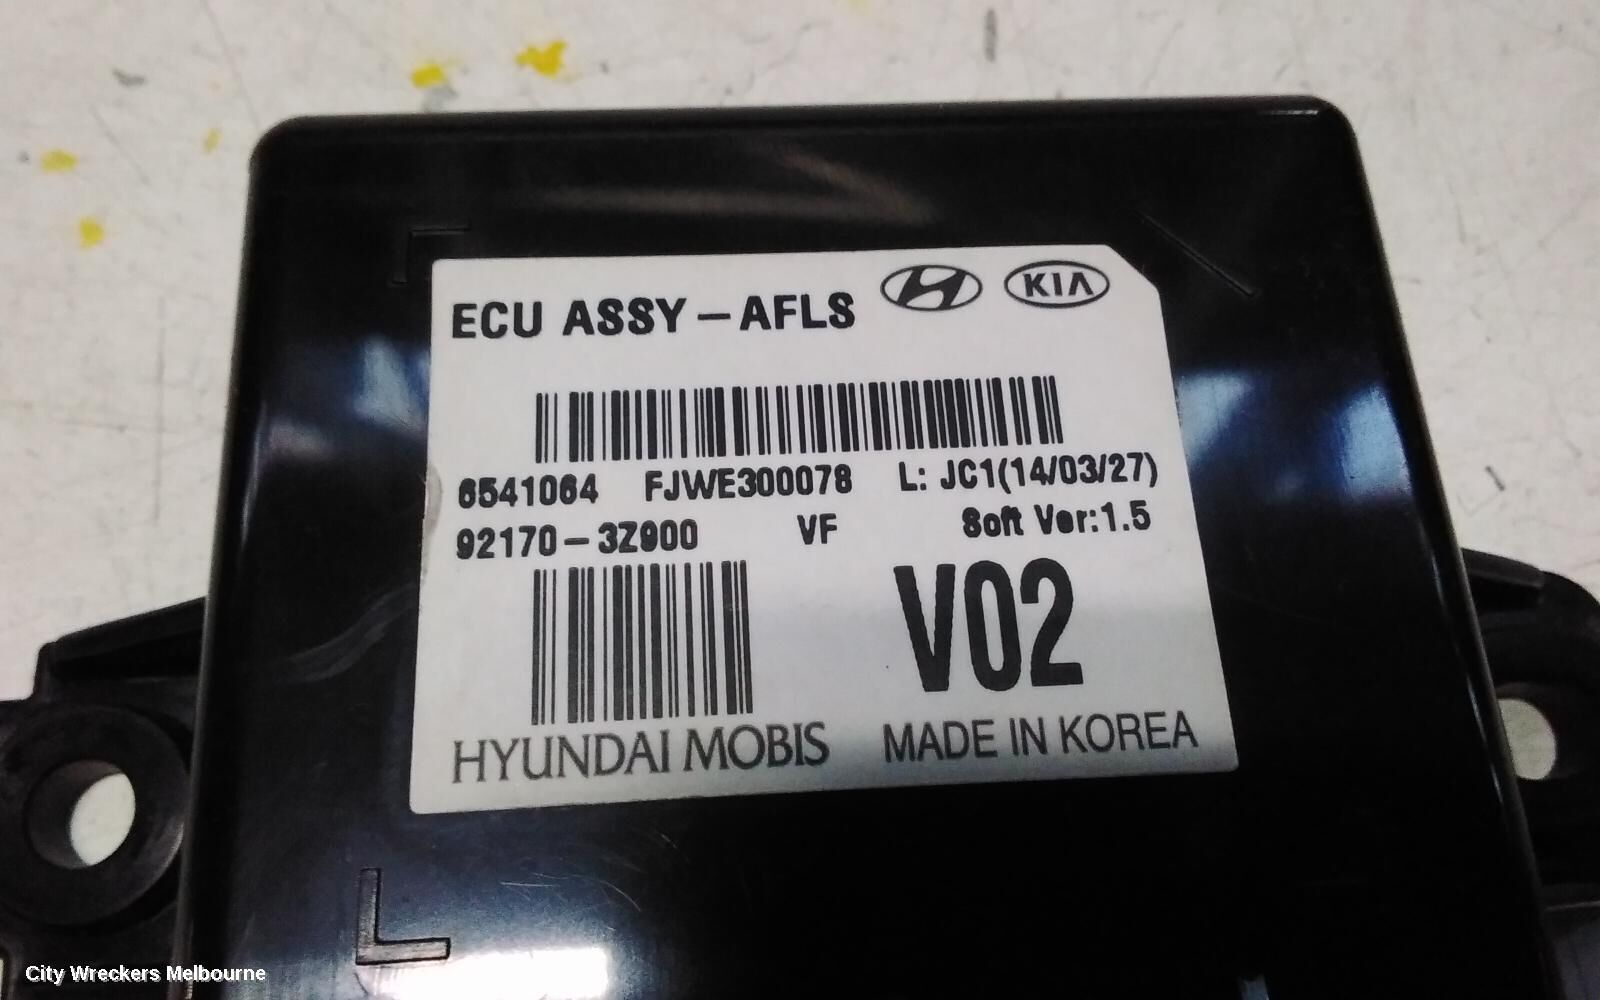 ECU ASSY-AFLS
KIA
6541064 FJWE300078 L: JC1(14/03/27)
92170-3Z900 VF Soft Ver:1.5
V02
HYUNDAI MOBIS MADE IN KOREA
City Wreckers Melbourne